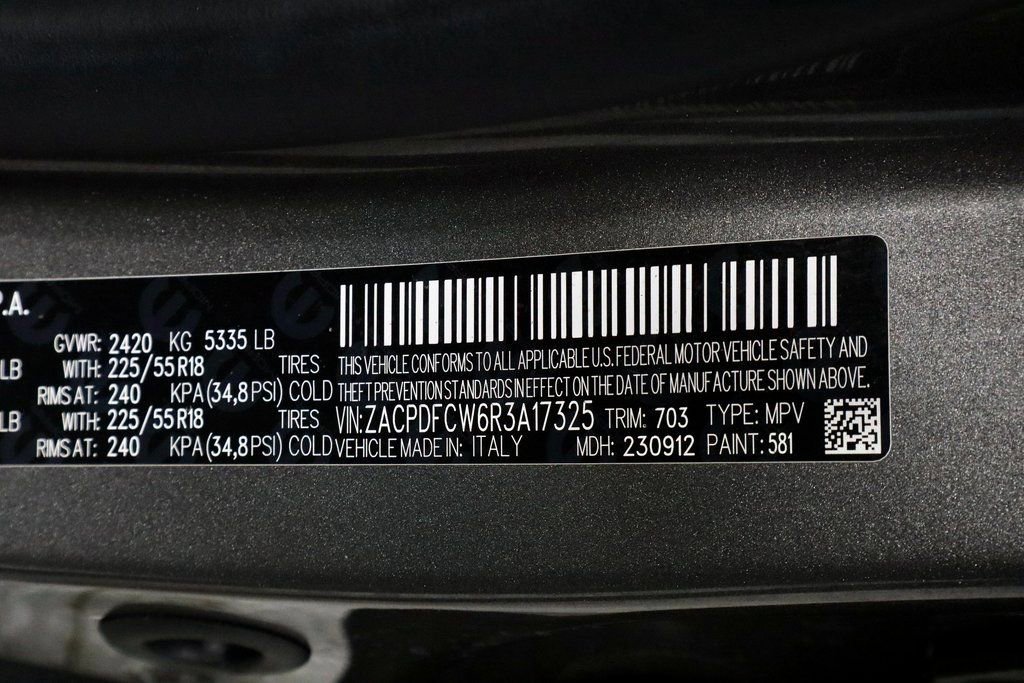 P.A.
GVWR: 2420 KG 5335 LB
LB WITH: 225/55 R18 TIRES
RIMS AT: 240 KPA (34,8 PSI) COLD
LB WITH: 225/55 R18 TIRES
RIMS AT: 240 KPA (34,8 PSI) COLD
THIS VEHICLE CONFORMS TO ALL APPLICABLE U.S. FEDERAL MOTOR VEHICLE SAFETY AND
THEFT PREVENTION STANDARDS IN EFFECT ON THE DATE OF MANUFACTURE SHOWN ABOVE.
VIN: ZACPDFCW6R3A17325 TRIM: 703 TYPE: MPV
VEHICLE MADE IN: ITALY MDH: 230912 PAINT: 581